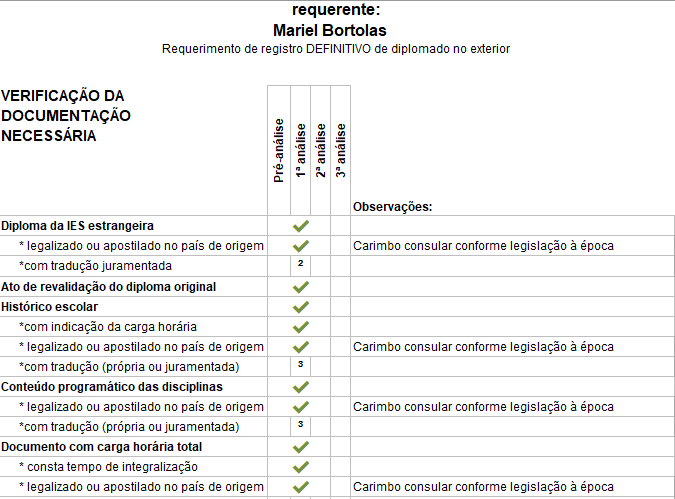 requerente:
Mariel Bortolas
Requerimento de registro DEFINITIVO de diplomado no exterior
VERIFICAÇÃO DA
DOCUMENTAÇÃO
NECESSÁRIA
Pré-análise
1ª análise
2ª análise
3ª análise
Observações:
Diploma da IES estrangeira
* legalizado ou apostilado no país de origem Carimbo consular conforme legislação à época
*com tradução juramentada 2
Ato de revalidação do diploma original
Histórico escolar
*com indicação da carga horária
* legalizado ou apostilado no país de origem Carimbo consular conforme legislação à época
*com tradução (própria ou juramentada) 3
Conteúdo programático das disciplinas
* legalizado ou apostilado no país de origem Carimbo consular conforme legislação à época
*com tradução (própria ou juramentada) 3
Documento com carga horária total
* consta tempo de integralização
* legalizado ou apostilado no país de origem Carimbo consular conforme legislação à época